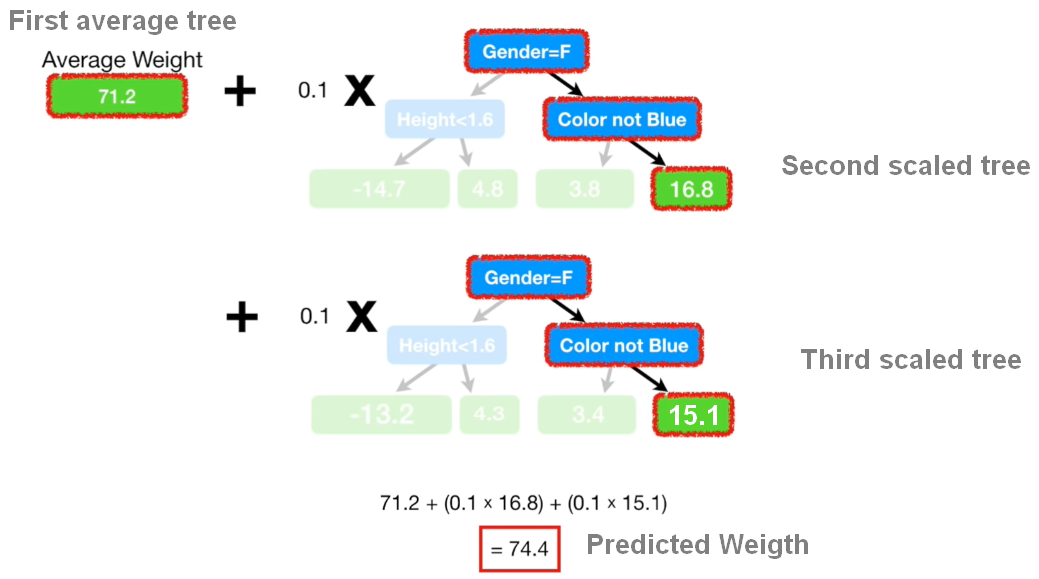 First average tree
Average Weight
71.2
+
0.1 X
Gender=F
Height<1.6
Color not Blue
-14.7
4.8
3.8
16.8
Second scaled tree
+
0.1 X
Gender=F
Height<1.6
Color not Blue
-13.2
4.3
3.4
15.1
Third scaled tree
71.2 + (0.1 x 16.8) + (0.1 x 15.1)
= 74.4
Predicted Weigth